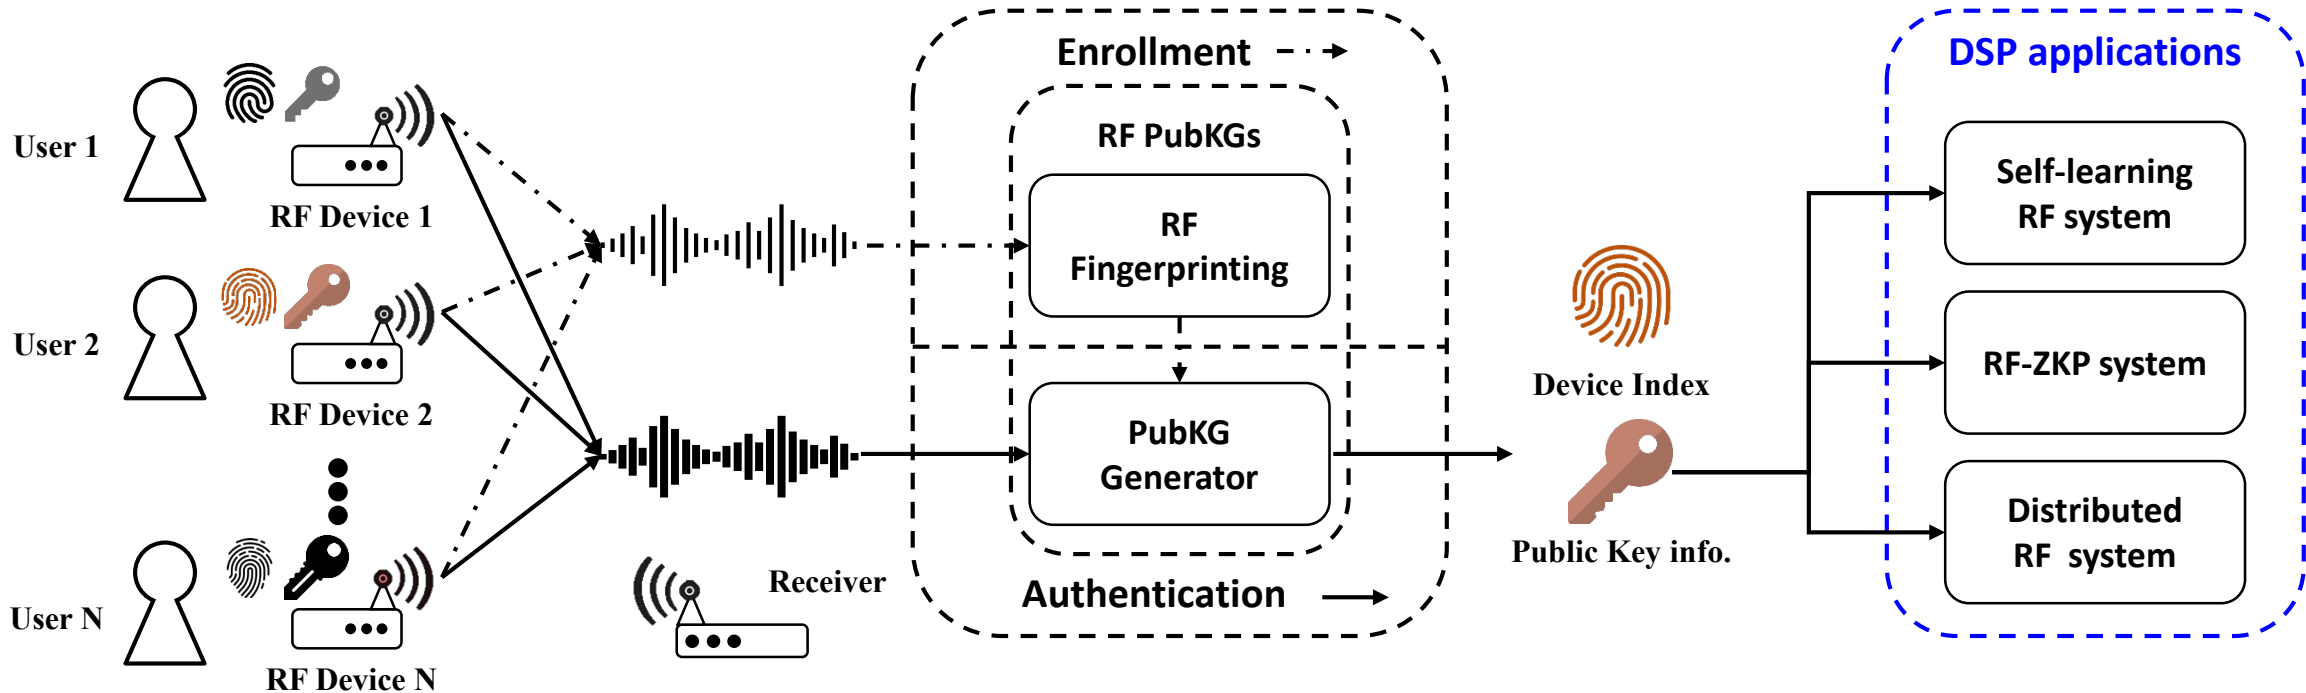 User 1
RF Device 1
User 2
RF Device 2
User N
RF Device N
Receiver
Enrollment
RF PubKGs
RF
Fingerprinting
PubKG
Generator
Authentication
Device Index
Public Key info.
DSP applications
Self-learning
RF system
RF-ZKP system
Distributed
RF system